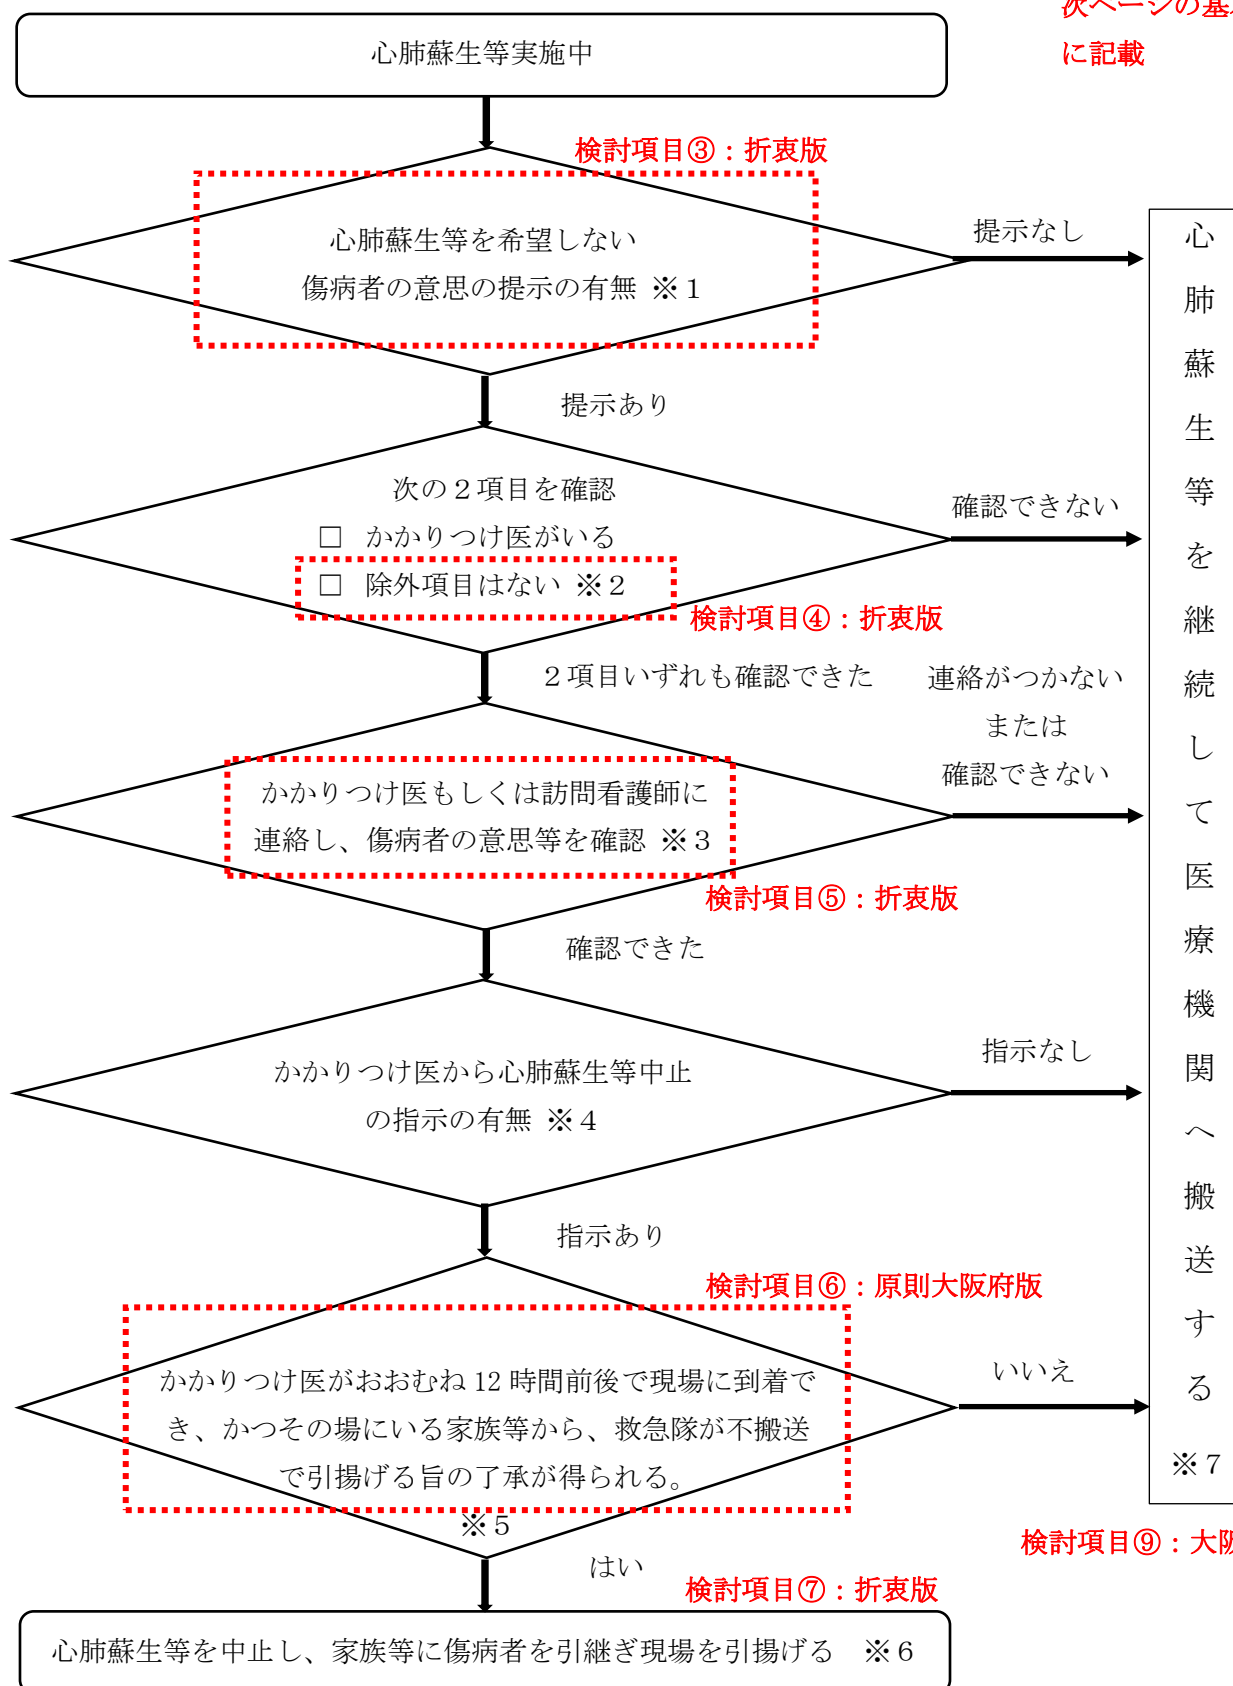 次ページの基
に記載
心肺蘇生等実施中
検討項目③：折衷版
心肺蘇生等を希望しない
傷病者の意思の提示の有無 ※１
提示なし
提示あり
次の２項目を確認
□ かかりつけ医がいる
□ 除外項目はない ※２
確認できない
検討項目④：折衷版
２項目いずれも確認できた
連絡がつかない
または
確認できない
かかりつけ医もしくは訪問看護師に
連絡し、傷病者の意思等を確認 ※３
検討項目⑤：折衷版
確認できた
かかりつけ医から心肺蘇生等中止
の指示の有無 ※４
指示なし
指示あり
検討項目⑥：原則大阪府版
かかりつけ医がおおむね 12 時間前後で現場に到着で
き、かつその場にいる家族等から、救急隊が不搬送
で引揚げる旨の了承が得られる。
※５
いいえ
はい
心肺蘇生等を継続して医療機関へ搬送する
※７
検討項目⑨：大阪
検討項目⑦：折衷版
心肺蘇生等を中止し、家族等に傷病者を引継ぎ現場を引揚げる　※６